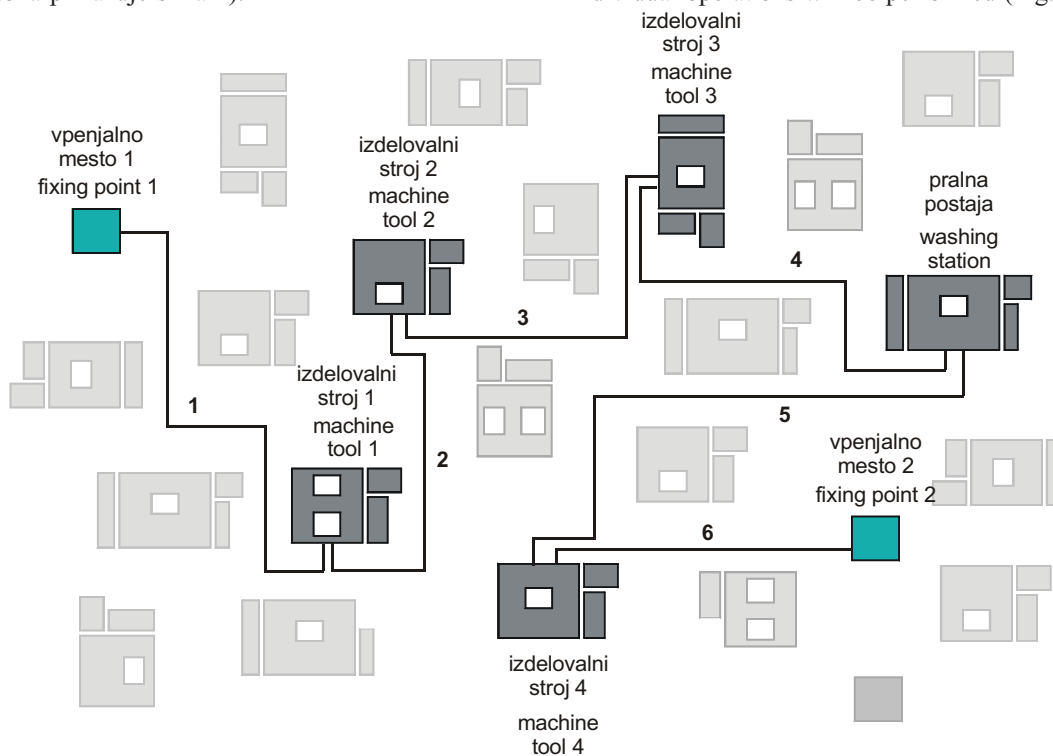 izdelovalni
stroj 3
machine
tool 3
vpenjalno
mesto 1
fixing point 1
izdelovalni
stroj 2
machine
tool 2
pralna
postaja
washing
station
4
3
izdelovalni
stroj 1
machine
tool 1
1
2
5
vpenjalno
mesto 2
fixing point 2
6
izdelovalni
stroj 4
machine
tool 4